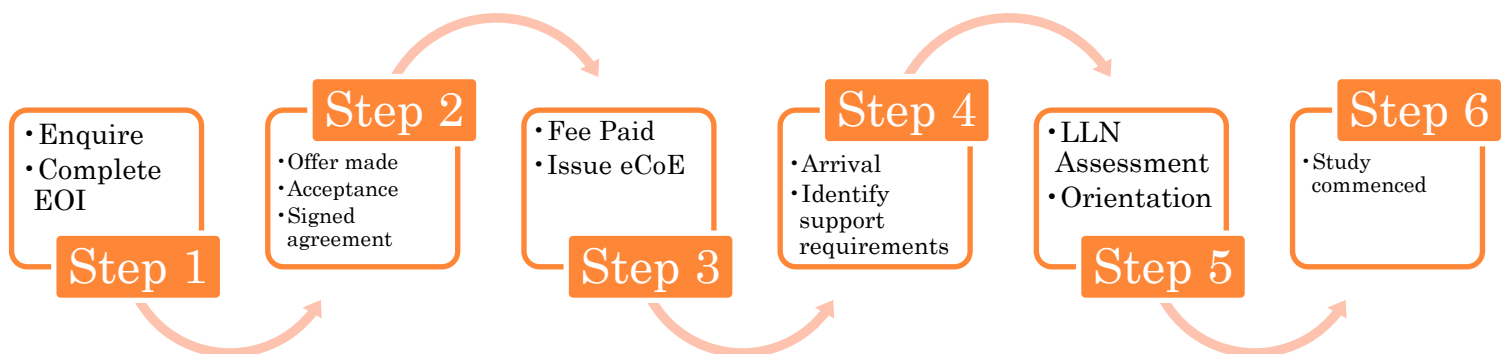 • Enquire
• Complete
EOI
Step 1
Step 2
• Offer made
• Acceptance
• Signed
agreement
• Fee Paid
• Issue eCoE
Step 3
Step 4
• Arrival
• Identify
support
requirements
• LLN
Assessment
• Orientation
Step 5
Step 6
• Study
commenced